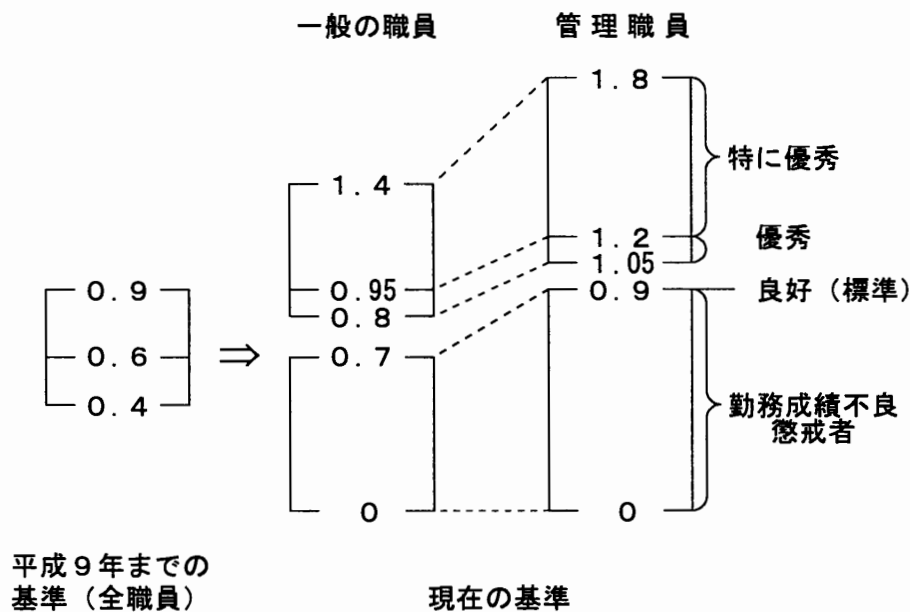 一般の職員
管理職員
1.8
特に優秀
1.4
1.2
優秀
1.05
0.9
0.95
0.9
良好（標準）
0.8
0.6
⇒
0.7
0.4
勤務成績不良
懲戒者
0
0
平成9年までの
基準（全職員）
現在の基準